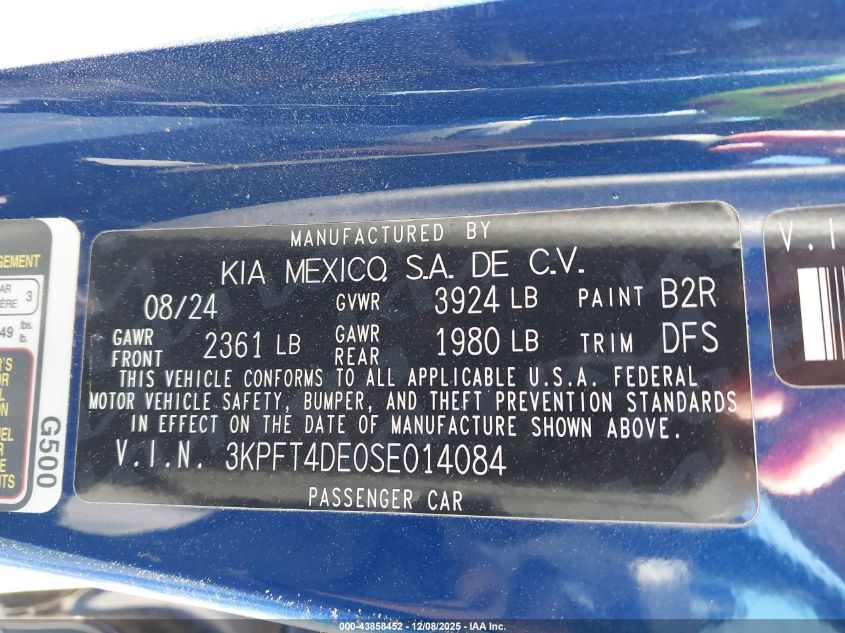 MANUFACTURED BY
KIA MEXICO, S.A. DE C.V.
08/24 GVWR 3924 LB PAINT B2R
GAWR FRONT 2361 LB GAWR REAR 1980 LB TRIM DFS
THIS VEHICLE CONFORMS TO ALL APPLICABLE U.S.A. FEDERAL
MOTOR VEHICLE SAFETY, BUMPER, AND THEFT PREVENTION STANDARDS
IN EFFECT ON THE DATE OF MANUFACTURE SHOWN ABOVE.
V.I.N. 3KPFT4DE0SE014084
PASSENGER CAR
3
lbs.
lb.
G500
V.I
000-43858452 - 12/08/2025 - IAA Inc.